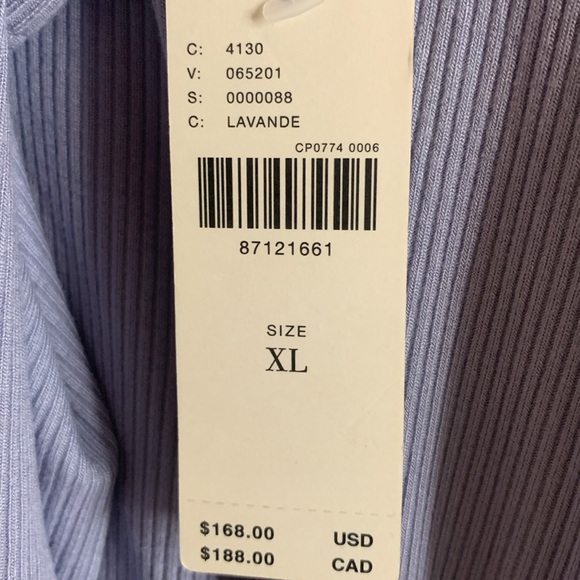 C: 4130
V: 065201
S: 0000088
C: LAVANDE
CP0774 0006
87121661
SIZE
XL
$168.00 USD
$188.00 CAD